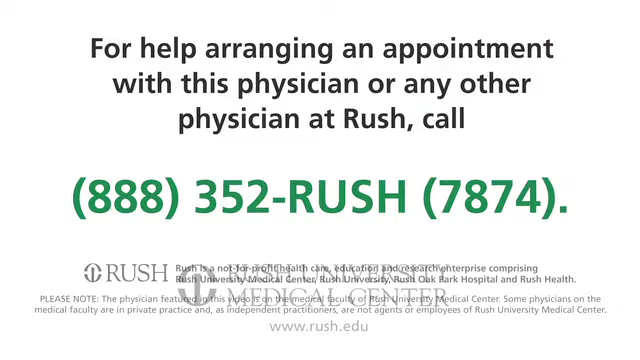 For help arranging an appointment
with this physician or any other
physician at Rush, call
(888) 352-RUSH (7874).
RUSH
Rush is a not-for-profit health care, education and research enterprise comprising
Rush University Medical Center, Rush University, Rush Oak Park Hospital and Rush Health.
RUSH UNIVERSITY
MEDICAL CENTER
PLEASE NOTE: The physician featured in this video is on the medical faculty of Rush University Medical Center. Some physicians on the
medical faculty are in private practice and, as independent practitioners, are not agents or employees of Rush University Medical Center.
www.rush.edu